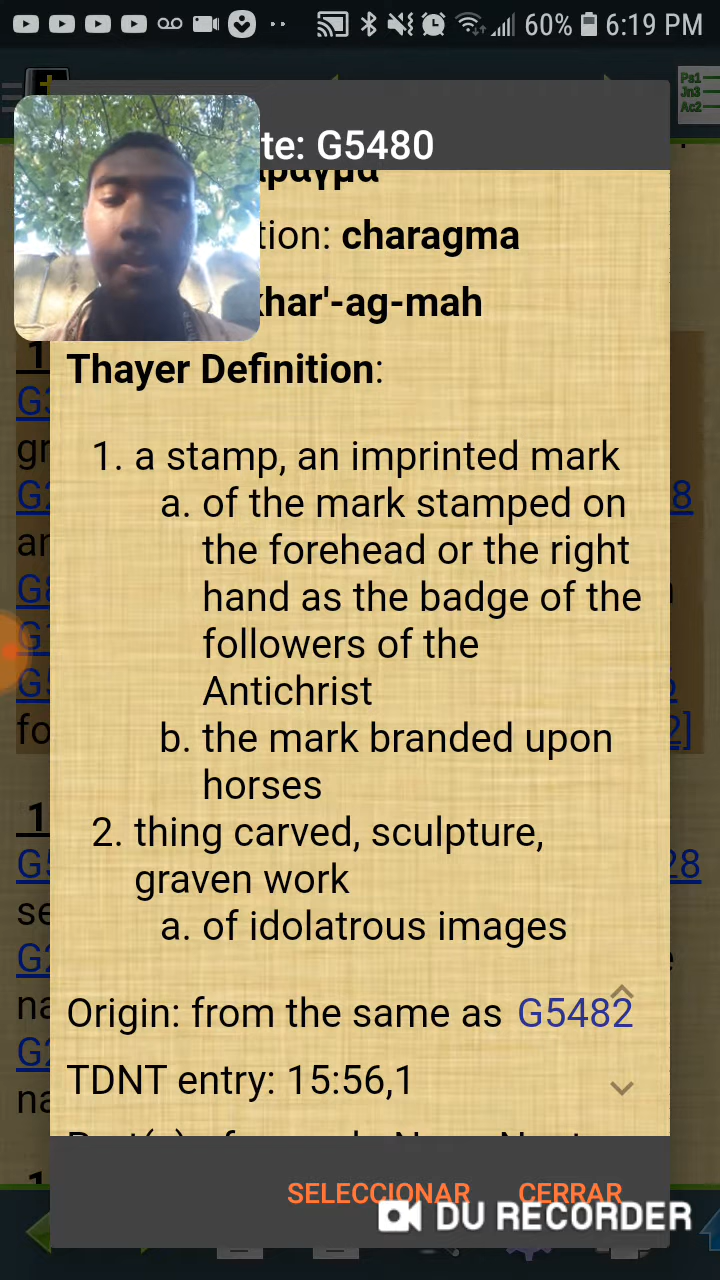 60% 6:19 PM
Ps1
Jn3
Ac2
te: G5480
tion: charagma
khar'-ag-mah
Thayer Definition:
1. a stamp, an imprinted mark
a. of the mark stamped on
the forehead or the right
hand as the badge of the
followers of the
Antichrist
b. the mark branded upon
horses
2. thing carved, sculpture,
graven work
a. of idolatrous images
Origin: from the same as G5482
TDNT entry: 15:56,1
SELECCIONAR CERRAR
DU RECORDER